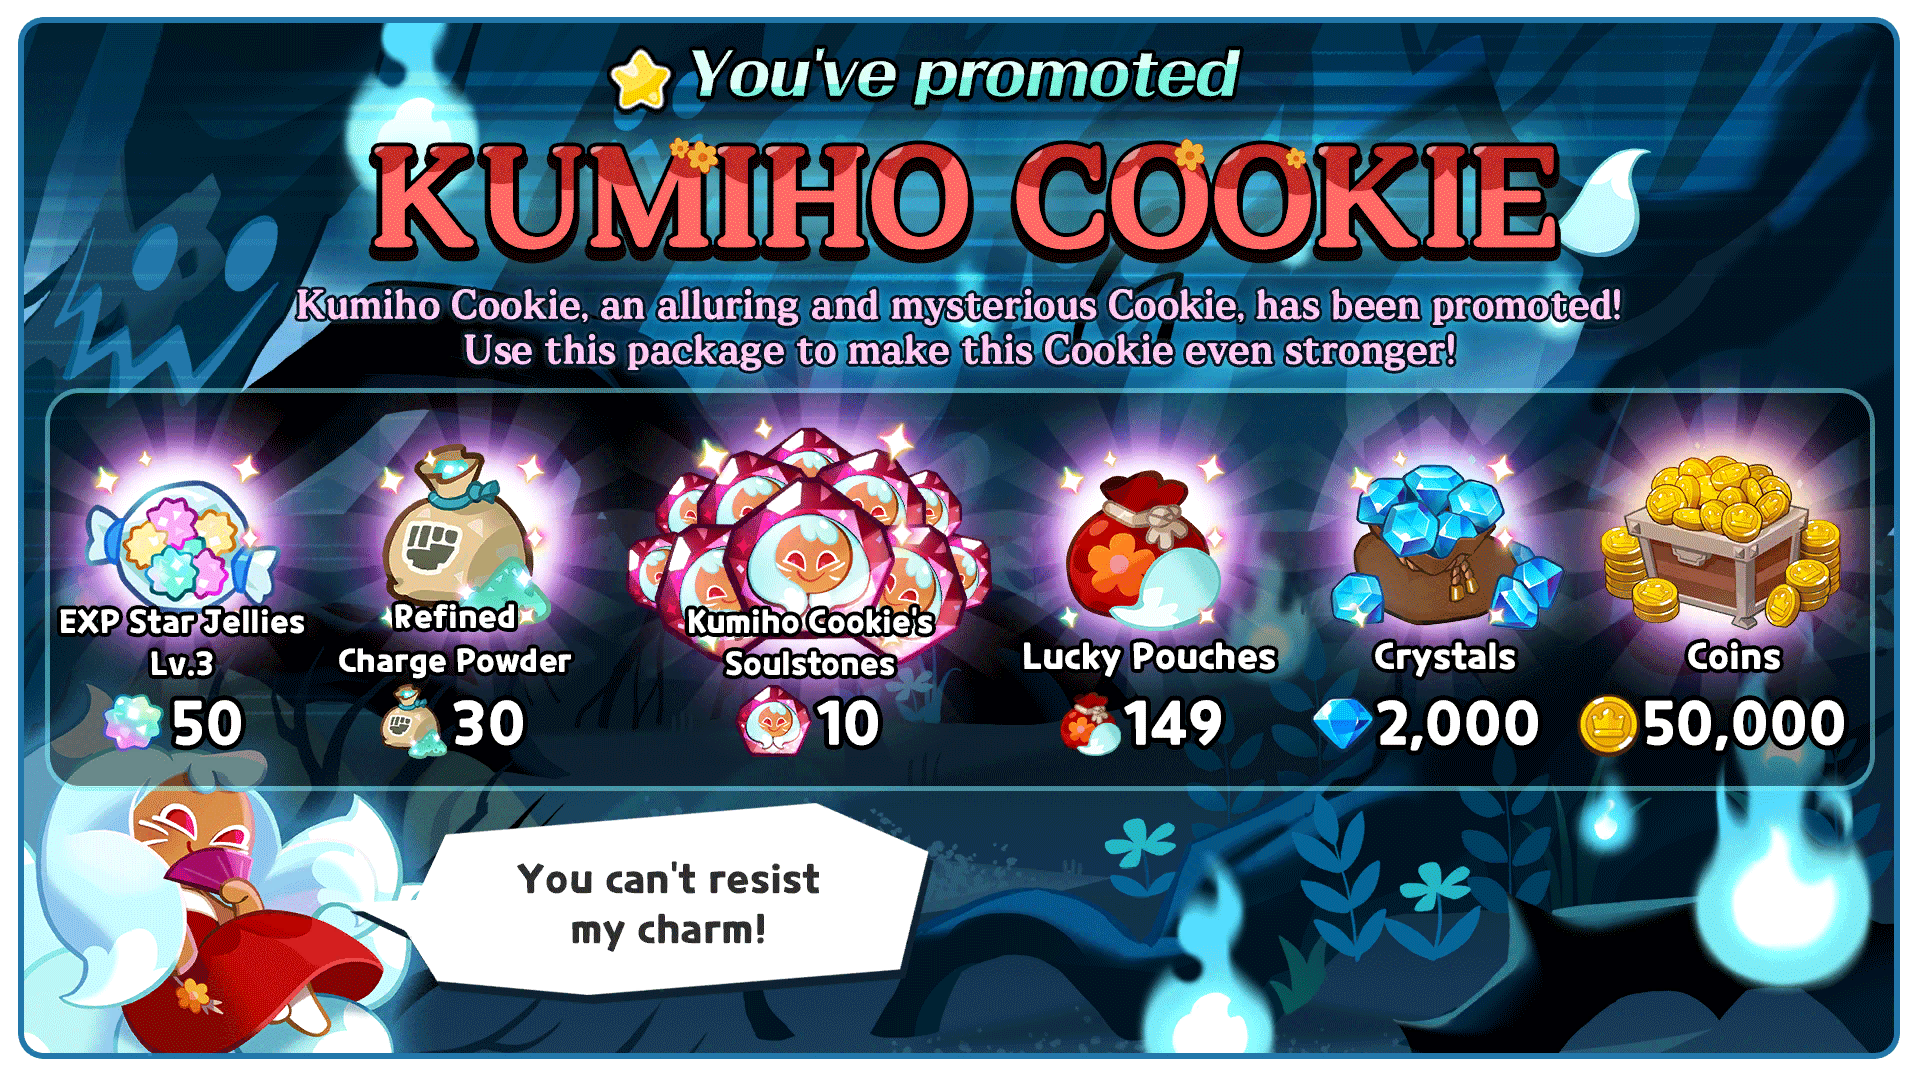 You've promoted
KUMIHO COOKIE
Kumiho Cookie, an alluring and mysterious Cookie, has been promoted!
Use this package to make this Cookie even stronger!
EXP Star Jellies
Lv.3
50
Refined
Charge Powder
30
Kumiho Cookie's
Soulstones
10
Lucky Pouches
149
Crystals
2,000
Coins
50,000
You can't resist
my charm!